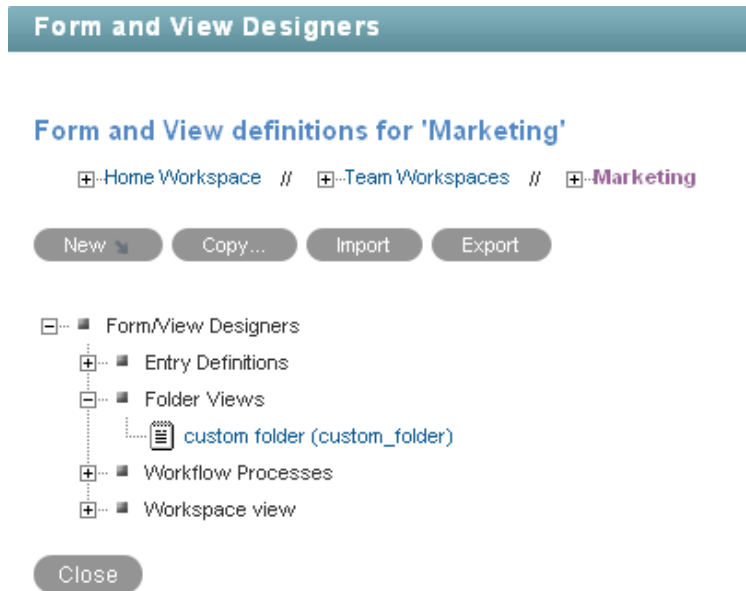 Form and View Designers
Form and View definitions for 'Marketing'
Home Workspace // Team Workspaces // Marketing
New Copy... Import Export
Form/View Designers
Entry Definitions
Folder Views
custom folder (custom_folder)
Workflow Processes
Workspace view
Close